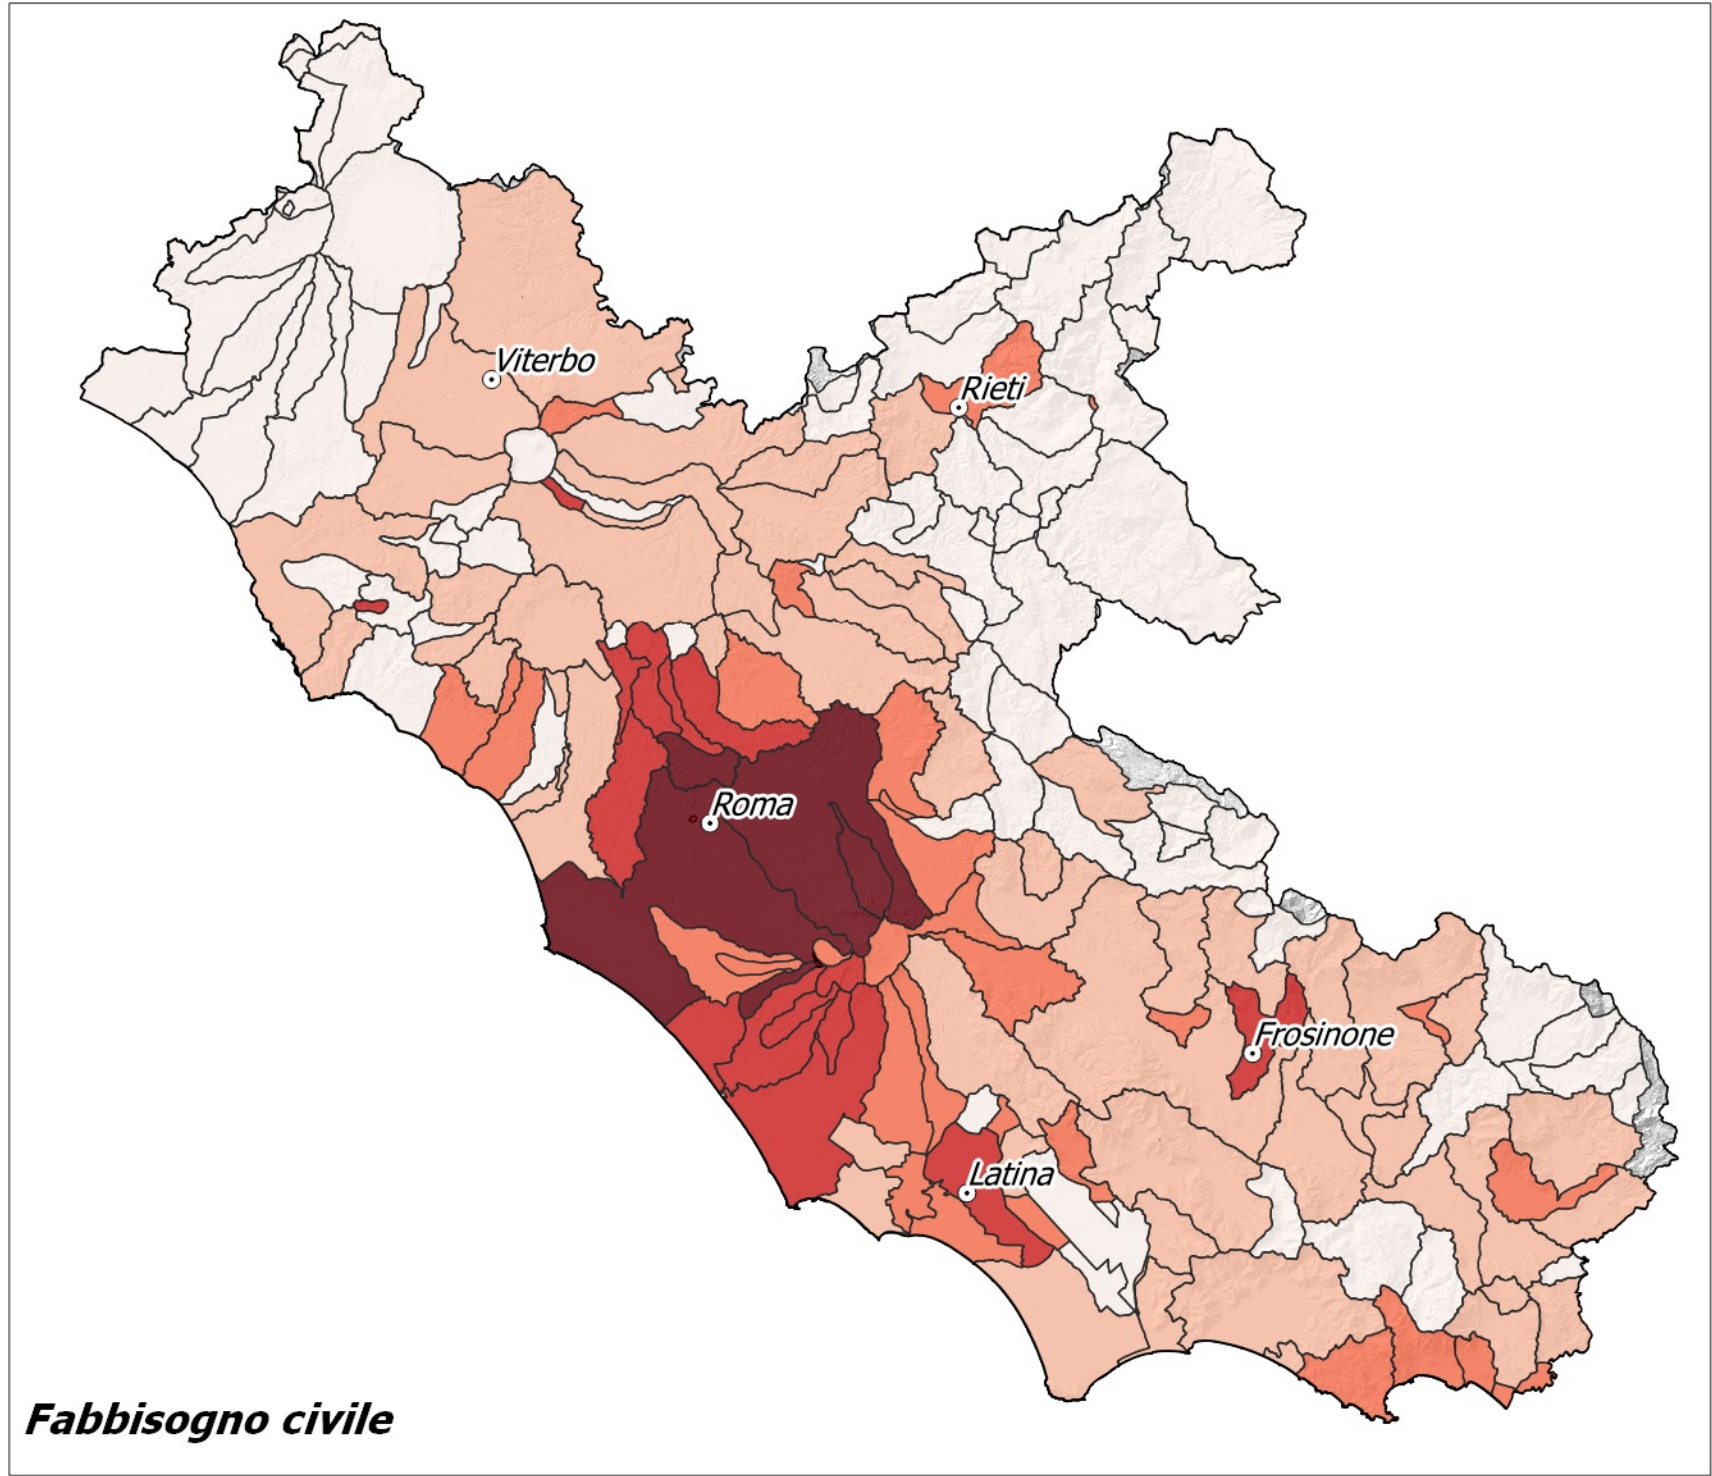 Viterbo
Rieti
Roma
Frosinone
Latina
Fabbisogno civile